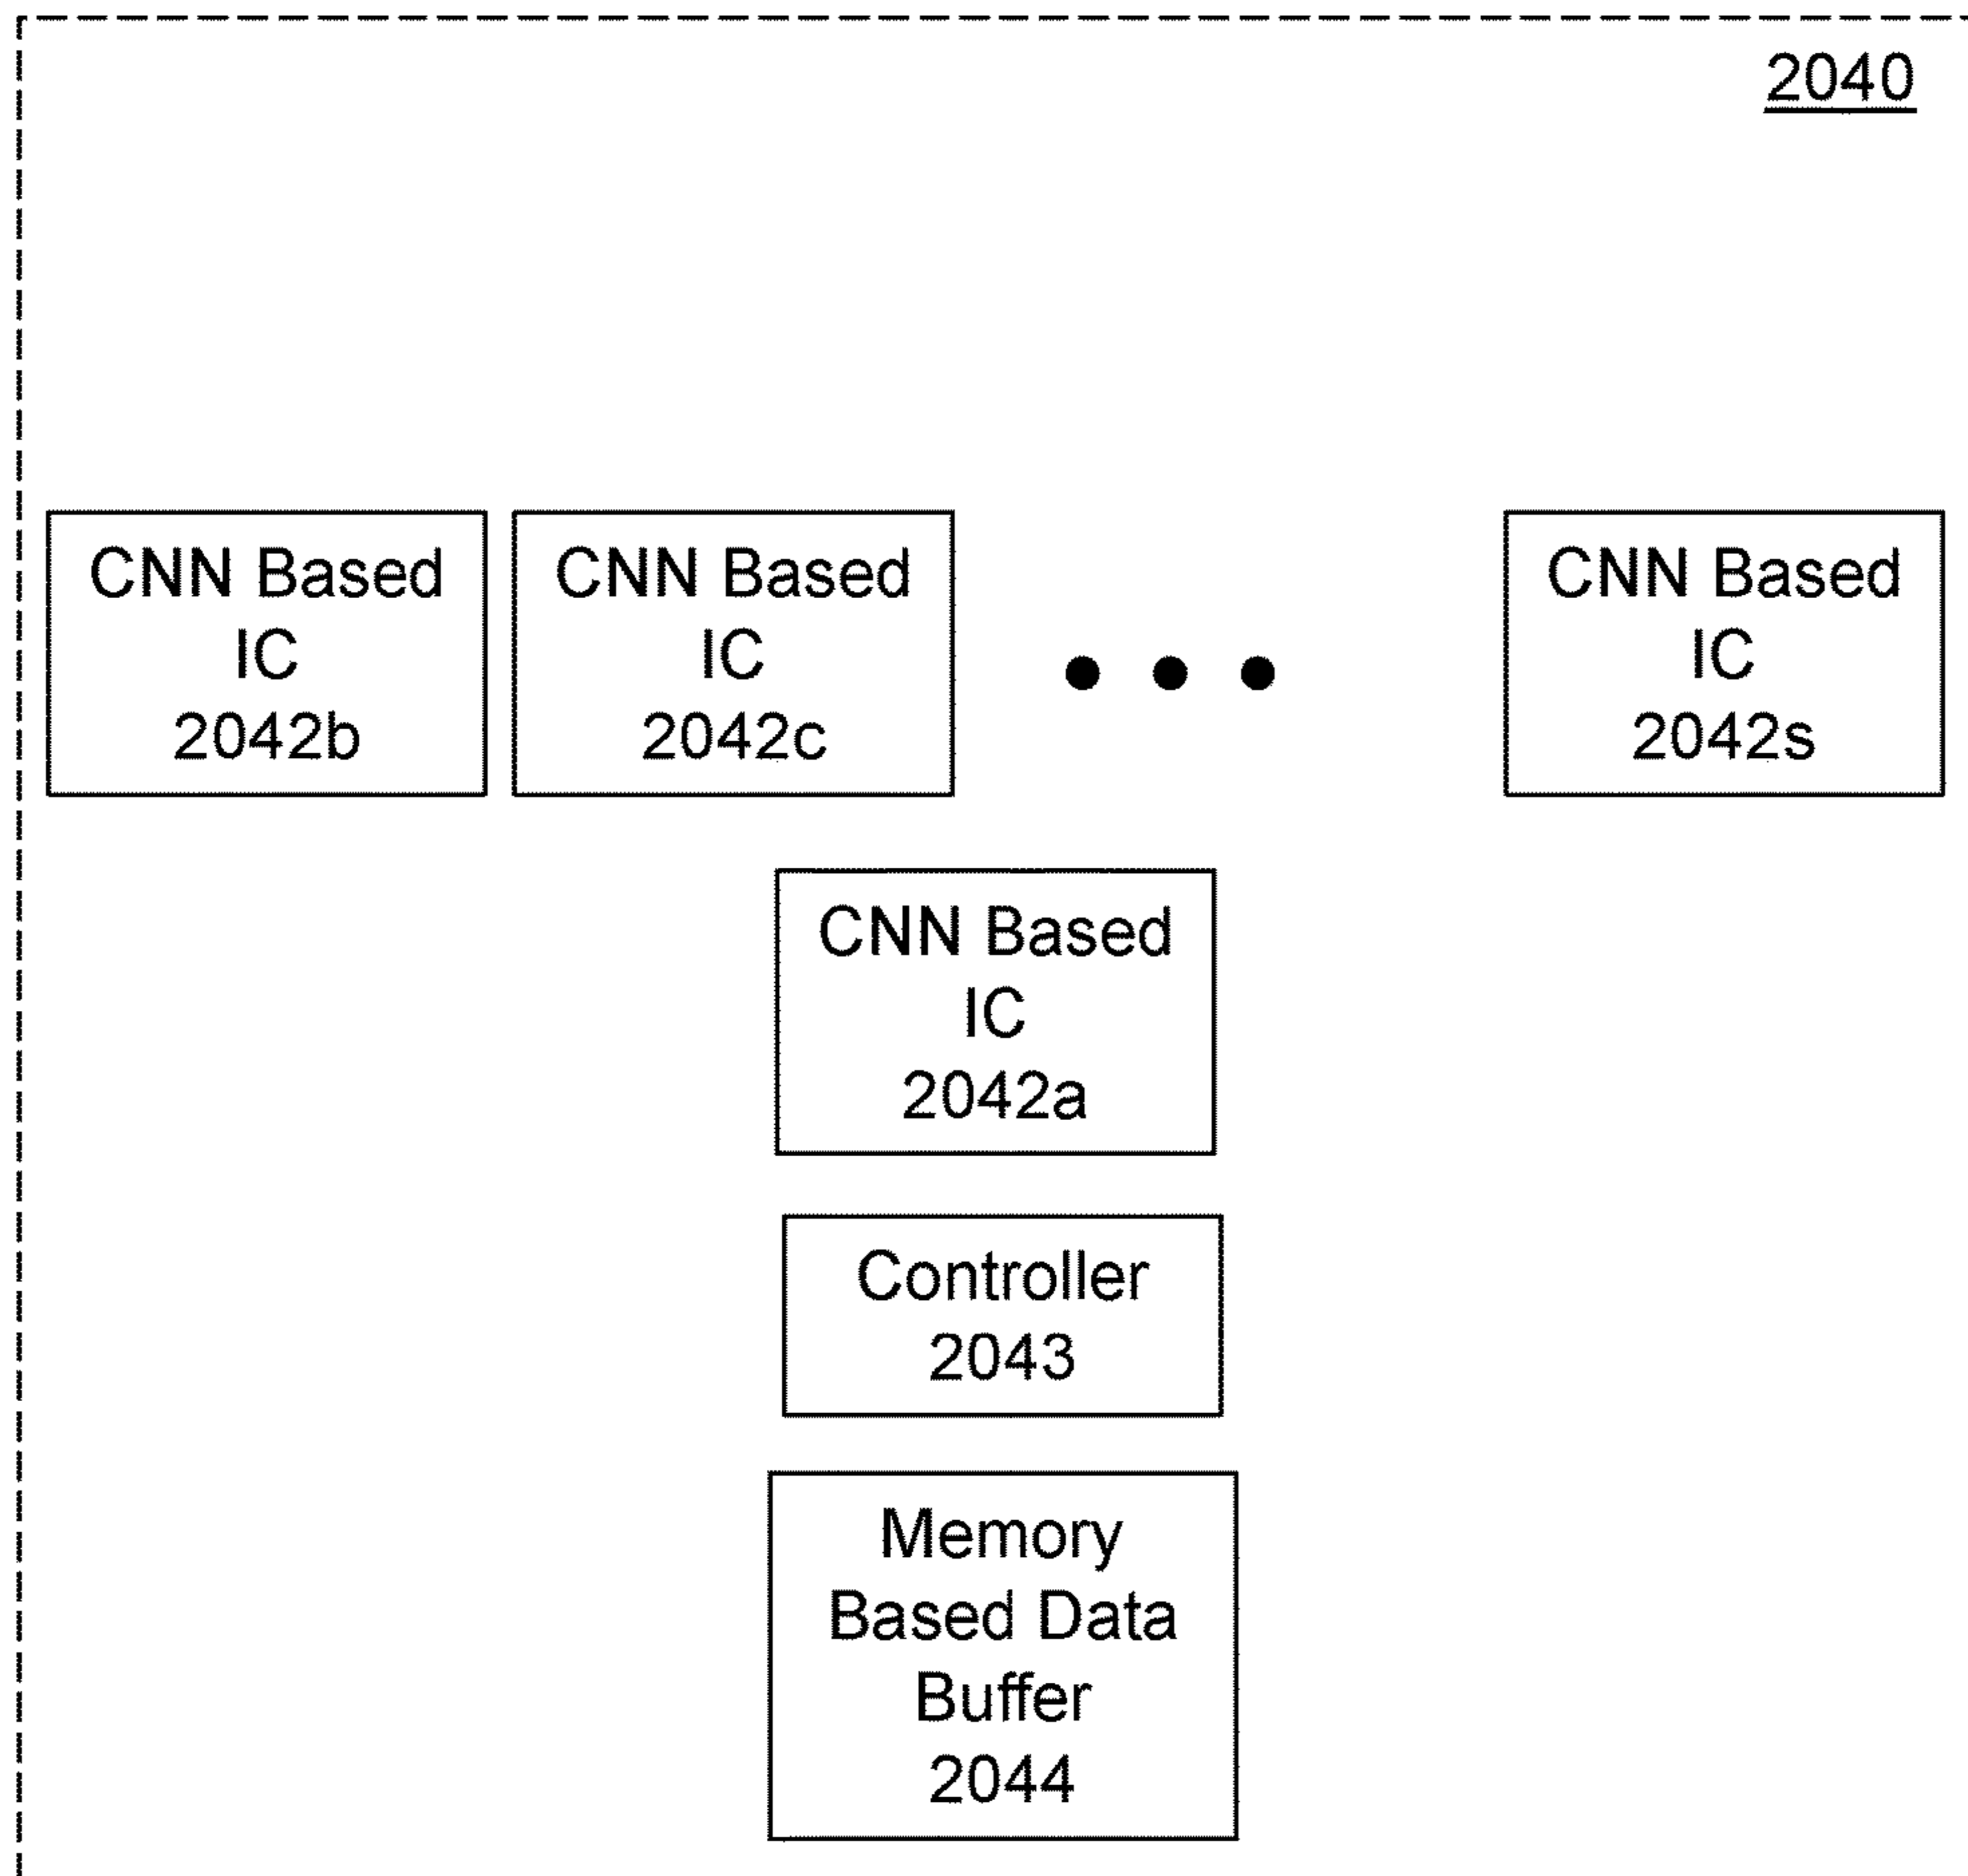 2040
CNN Based
IC
2042b
CNN Based
IC
2042c
CNN Based
IC
2042s
CNN Based
IC
2042a
Controller
2043
Memory
Based Data
Buffer
2044